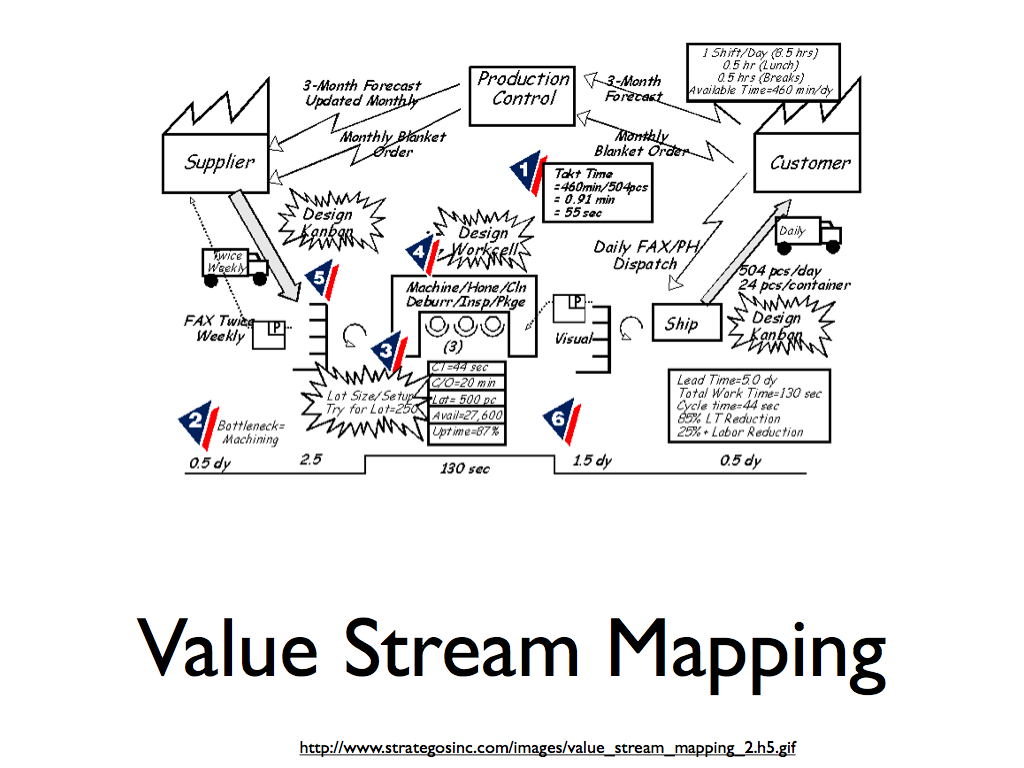 1 Shift/Day (8.5 hrs)
0.5 hr (Lunch)
0.5 hrs (Breaks)
Available Time=460 min/dy
3-Month Forecast
Updated Monthly
Production
Control
3-Month
Forecast
Monthly Blanket
Order
Monthly
Blanket Order
Supplier
Customer
1
Takt Time
=460min/504pcs
= 0.91 min
= 55 sec
Design
Kanban
4
Design
Workcell
Daily FAX/PH
Dispatch
Daily
Twice
Weekly
5
Machine/Hone/Cln
Deburr/Insp/Pkge
504 pcs/day
24 pcs/container
FAX Twice
Weekly
P
(3)
P
Visual
Ship
Design
Kanban
3
CT=44 sec
C/O=20 min
Lat= 500 pc
Avail=27,600
Uptime=87%
Lot Size/Setup
Try for Lot=250
Lead Time=5.0 dy
Total Work Time=130 sec
Cycle time=44 sec
85% LT Reduction
25%+ Labor Reduction
2
Bottleneck=
Machining
6
0.5 dy
2.5
130 sec
1.5 dy
0.5 dy
Value Stream Mapping
http://www.strategosinc.com/images/value_stream_mapping_2.h5.gif